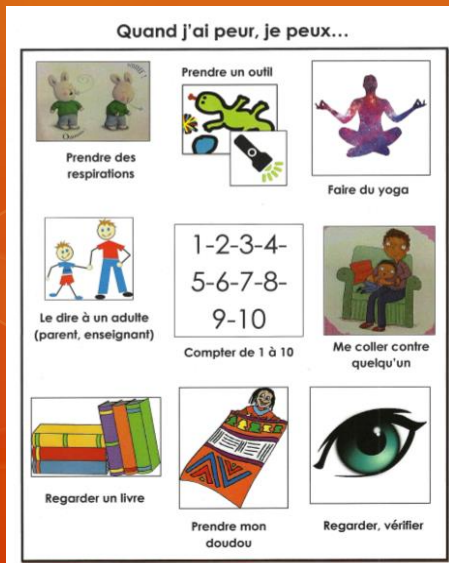 Quand j'ai peur, je peux…
Prendre des
respirations
Prendre un outil
Faire du yoga
Le dire à un adulte
(parent, enseignant)
1-2-3-4-
5-6-7-8-
9-10
Compter de 1 à 10
Me coller contre
quelqu'un
Regarder un livre
Prendre mon
doudou
Regarder, vérifier